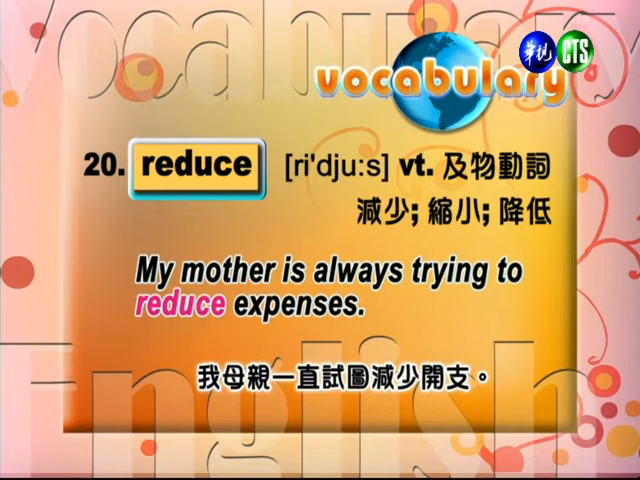 Vocabulary
華視 CTS
vocabulary
20. reduce [ri'dju:s] vt. 及物動詞
減少; 縮小; 降低
My mother is always trying to
reduce expenses.
English
我母親一直試圖減少開支。